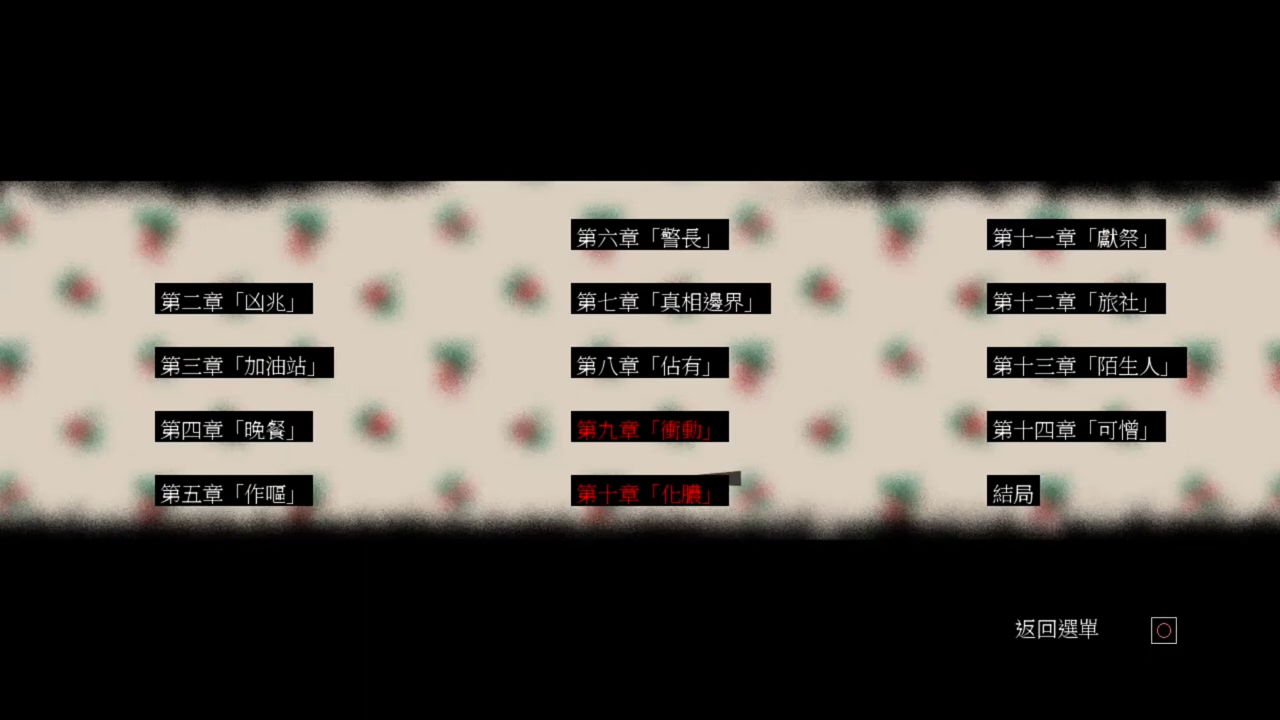 第二章「凶兆」
第三章「加油站」
第四章「晚餐」
第五章「作嘔」
第六章「警長」
第七章「真相邊界」
第八章「佔有」
第九章「衝動」
第十章「化膿」
第十一章「獻祭」
第十二章「旅社」
第十三章「陌生人」
第十四章「可憎」
結局
返回選單